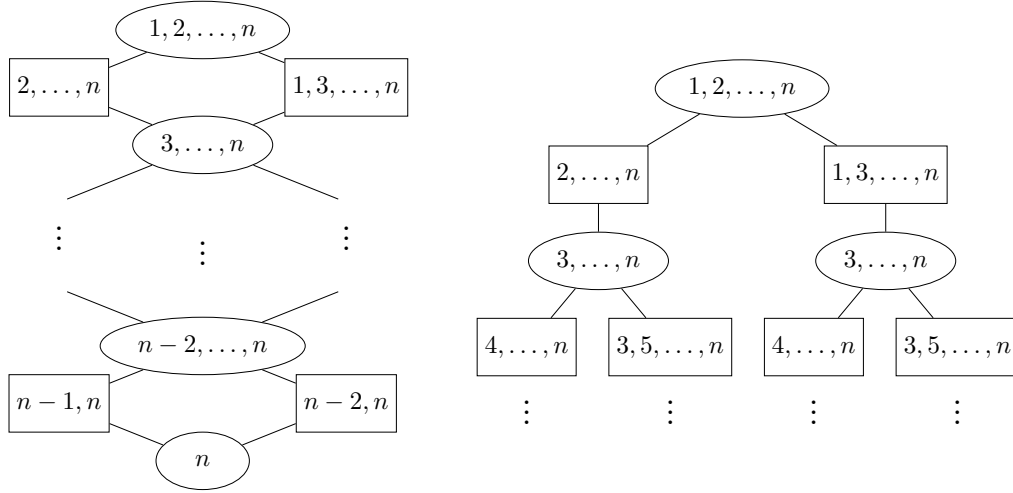 1, 2, . . . , n
2, . . . , n
1, 3, . . . , n
3, . . . , n
⋮
⋮
⋮
n − 2, . . . , n
n − 1, n
n − 2, n
n
1, 2, . . . , n
2, . . . , n
1, 3, . . . , n
3, . . . , n
3, . . . , n
4, . . . , n
3, 5, . . . , n
4, . . . , n
3, 5, . . . , n
⋮
⋮
⋮
⋮